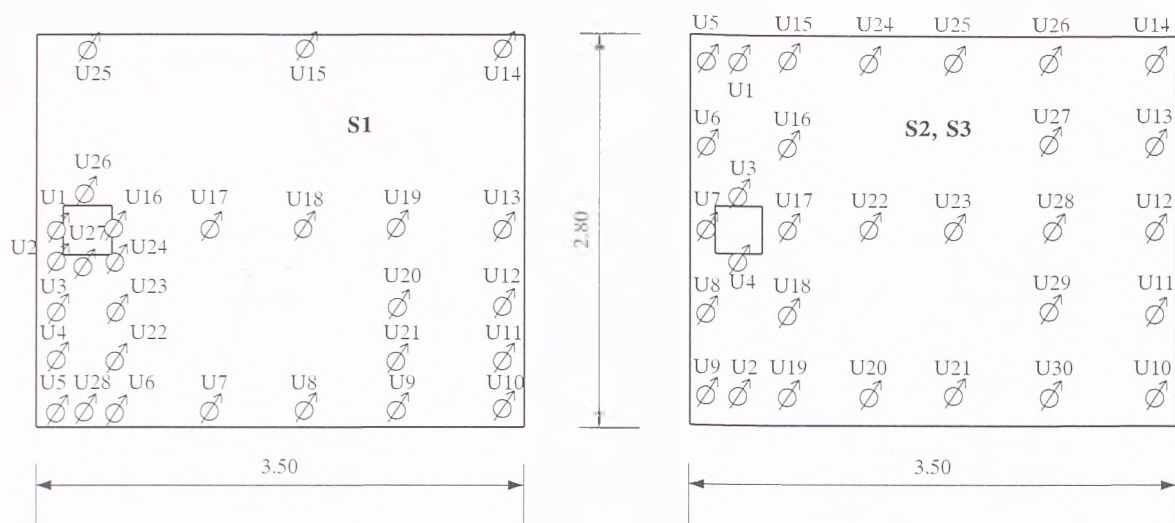 U25 U15 U14
S1
U26
U1 U16 U17 U18 U19 U13
U2 U27 U24
U3 U23 U20 U12
U4 U22 U21 U11
U5 U28 U6 U7 U8 U9 U10
3.50
2.80
U5 U15 U24 U25 U26 U14
U1
U6 U16 S2, S3 U27 U13
U3
U7 U17 U22 U23 U28 U12
U4
U8 U18 U29 U11
U9 U2 U19 U20 U21 U30 U10
3.50